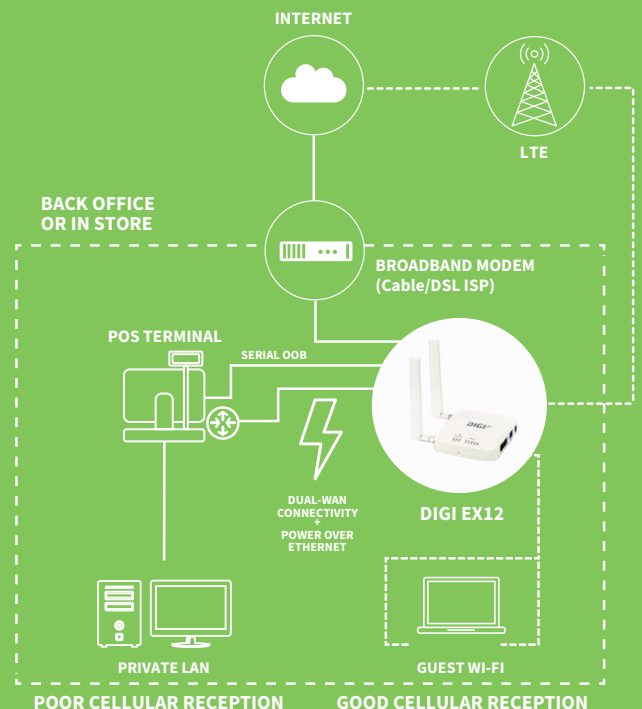 INTERNET
LTE
BACK OFFICE
OR IN STORE
BROADBAND MODEM
(Cable/DSL ISP)
POS TERMINAL
SERIAL OOB
DIGI
DUAL-WAN
CONNECTIVITY
+
POWER OVER
ETHERNET
DIGI EX12
PRIVATE LAN
GUEST WI-FI
POOR CELLULAR RECEPTION
GOOD CELLULAR RECEPTION